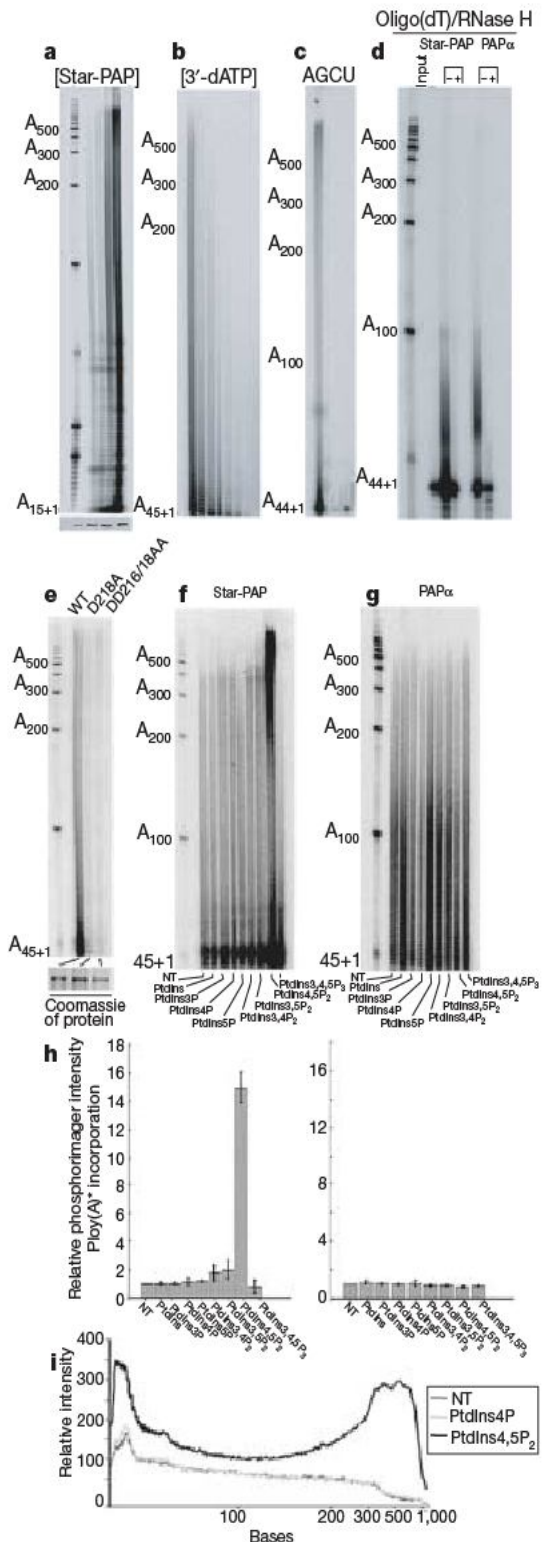 Oligo(dT)/RNase H
a b c d
[Star-PAP] [3′-dATP] AGCU Input Star-PAP PAPα
− + − +
A500
A300
A200
A15+1
A500
A300
A200
A45+1
A500
A300
A200
A100
A44+1
A500
A300
A200
A100
A44+1
e WT D218A DD216/18AA
A500
A300
A200
A45+1
Coomassie
of protein
f Star-PAP
A500
A300
A200
A100
45+1
NT
PtdIns
PtdIns3P
PtdIns4P
PtdIns5P
PtdIns3,4P2
PtdIns3,5P2
PtdIns4,5P2
PtdIns3,4,5P3
g PAPα
A500
A300
A200
A100
45+1
NT
PtdIns
PtdIns3P
PtdIns4P
PtdIns5P
PtdIns3,4P2
PtdIns3,5P2
PtdIns4,5P2
PtdIns3,4,5P3
h
Relative phosphorimager intensity
Ploy(A)* incorporation
18
16
14
12
10
8
6
4
2
0
NT
PtdIns
PtdIns3P
PtdIns4P
PtdIns5P
PtdIns3,4P2
PtdIns3,5P2
PtdIns4,5P2
PtdIns3,4,5P3
16
12
8
4
0
NT
PtdIns
PtdIns3P
PtdIns4P
PtdIns5P
PtdIns3,4P2
PtdIns3,5P2
PtdIns4,5P2
PtdIns3,4,5P3
ii
Relative intensity
400
300
200
100
0
100 200 300 500 1,000
Bases
NT
PtdIns4P
PtdIns4,5P2